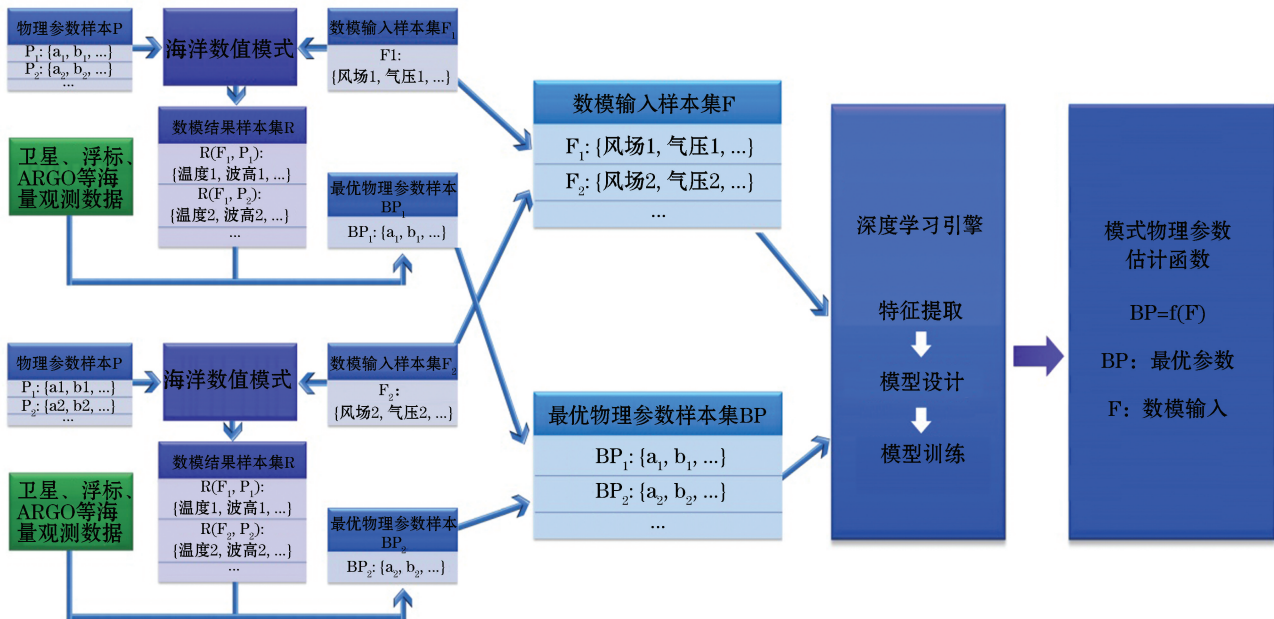 物理参数样本P
P₁: {a₁, b₁, ...}
P₂: {a₂, b₂, ...}
...
海洋数值模式
数模输入样本集F₁
F1:
{风场1, 气压1, ...}
卫星、浮标、
ARGO等海
量观测数据
数模结果样本集R
R(F₁, P₁):
{温度1, 波高1, ...}
R(F₁, P₂):
{温度2, 波高2, ...}
...
最优物理参数样本
BP₁
BP₁: {a₁, b₁, ...}
物理参数样本P
P₁: {a1, b1, ...}
P₂: {a2, b2, ...}
...
海洋数值模式
数模输入样本集F₂
F₂:
{风场2, 气压2, ...}
卫星、浮标、
ARGO等海
量观测数据
数模结果样本集R
R(F₁, P₁):
{温度1, 波高1, ...}
R(F₂, P₂):
{温度2, 波高2, ...}
...
最优物理参数样本
BP₂
BP₂: {a₂, b₂, ...}
数模输入样本集F
F₁: {风场1, 气压1, ...}
F₂: {风场2, 气压2, ...}
...
最优物理参数样本集BP
BP₁: {a₁, b₁, ...}
BP₂: {a₂, b₂, ...}
...
深度学习引擎
特征提取
模型设计
模型训练
模式物理参数
估计函数
BP=f(F)
BP：最优参数
F：数模输入